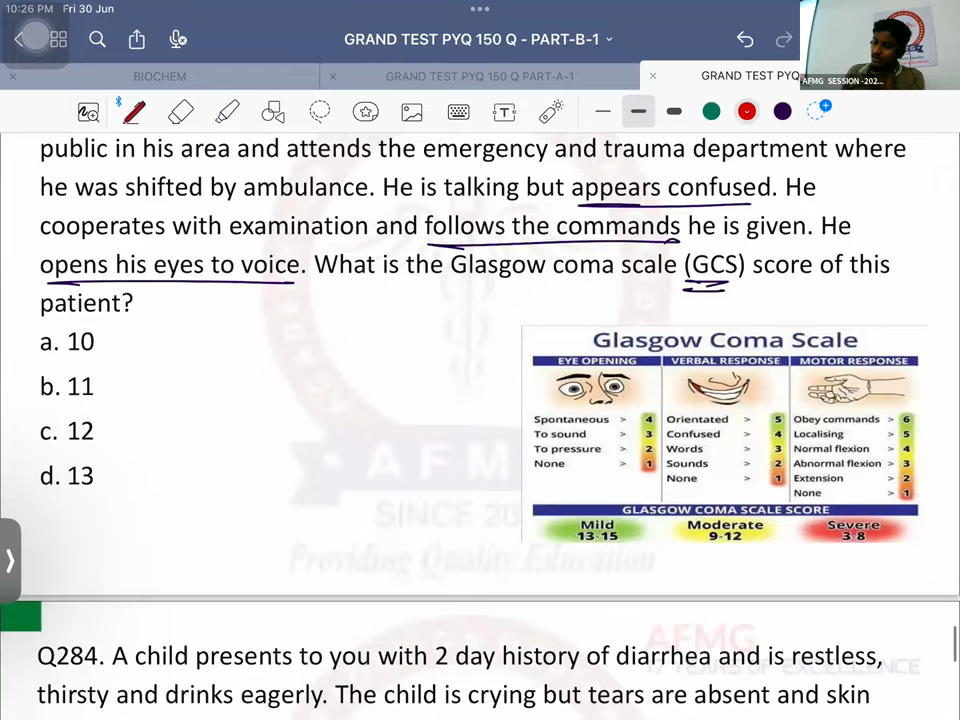 10:26 PM Fri 30 Jun
GRAND TEST PYQ 150 Q - PART-B-1
BIOCHEM
GRAND TEST PYQ 150 Q PART-A-1
GRAND TEST PYQ
AFMG SESSION -202...
public in his area and attends the emergency and trauma department where
he was shifted by ambulance. He is talking but appears confused. He
cooperates with examination and follows the commands he is given. He
opens his eyes to voice. What is the Glasgow coma scale (GCS) score of this
patient?
a. 10
b. 11
c. 12
d. 13
Glasgow Coma Scale
EYE OPENING VERBAL RESPONSE MOTOR RESPONSE
Spontaneous > 4 Orientated > 5 Obey commands > 6
To sound > 3 Confused > 4 Localising > 5
To pressure > 2 Words > 3 Normal flexion > 4
None > 1 Sounds > 2 Abnormal flexion > 3
None > 1 Extension > 2
None > 1
GLASGOW COMA SCALE SCORE
Mild Moderate Severe
13-15 9-12 3-8
AFM
SINCE 20
Providing Quality Education
AFMG
EXCELLENCE
Q284. A child presents to you with 2 day history of diarrhea and is restless,
thirsty and drinks eagerly. The child is crying but tears are absent and skin